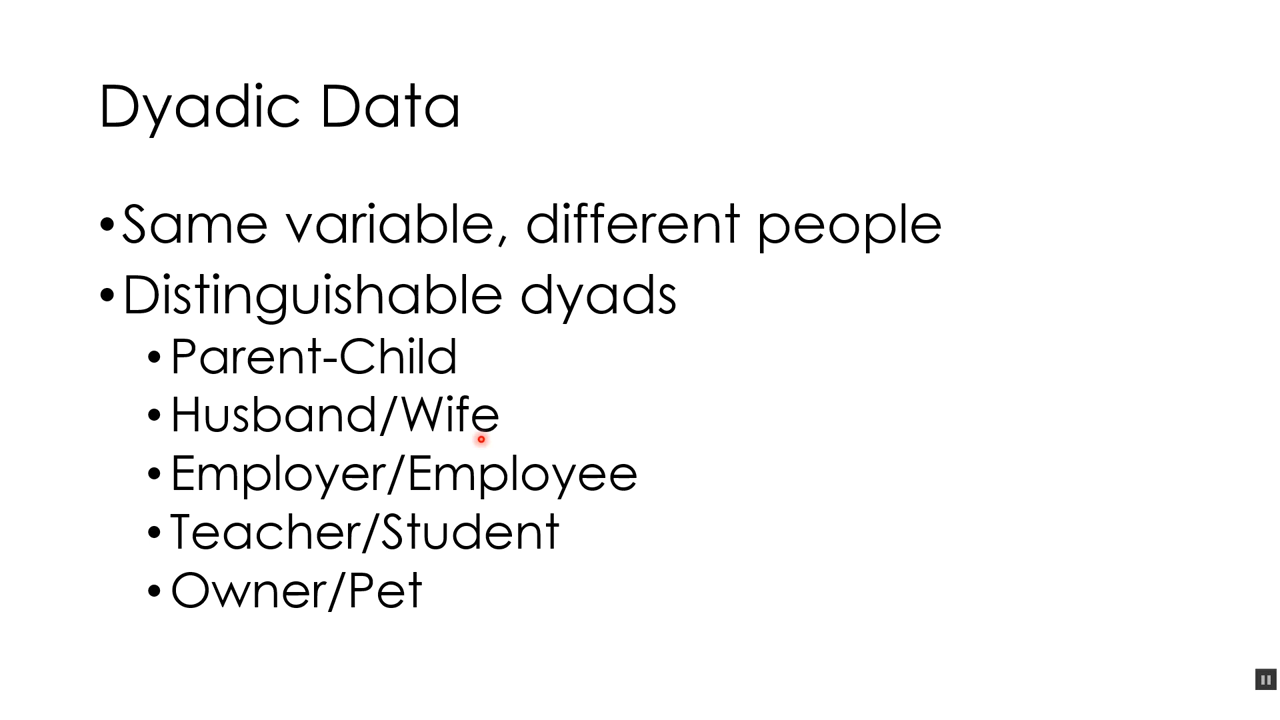 Dyadic Data
•Same variable, different people
•Distinguishable dyads
•Parent-Child
•Husband/Wife
•Employer/Employee
•Teacher/Student
•Owner/Pet